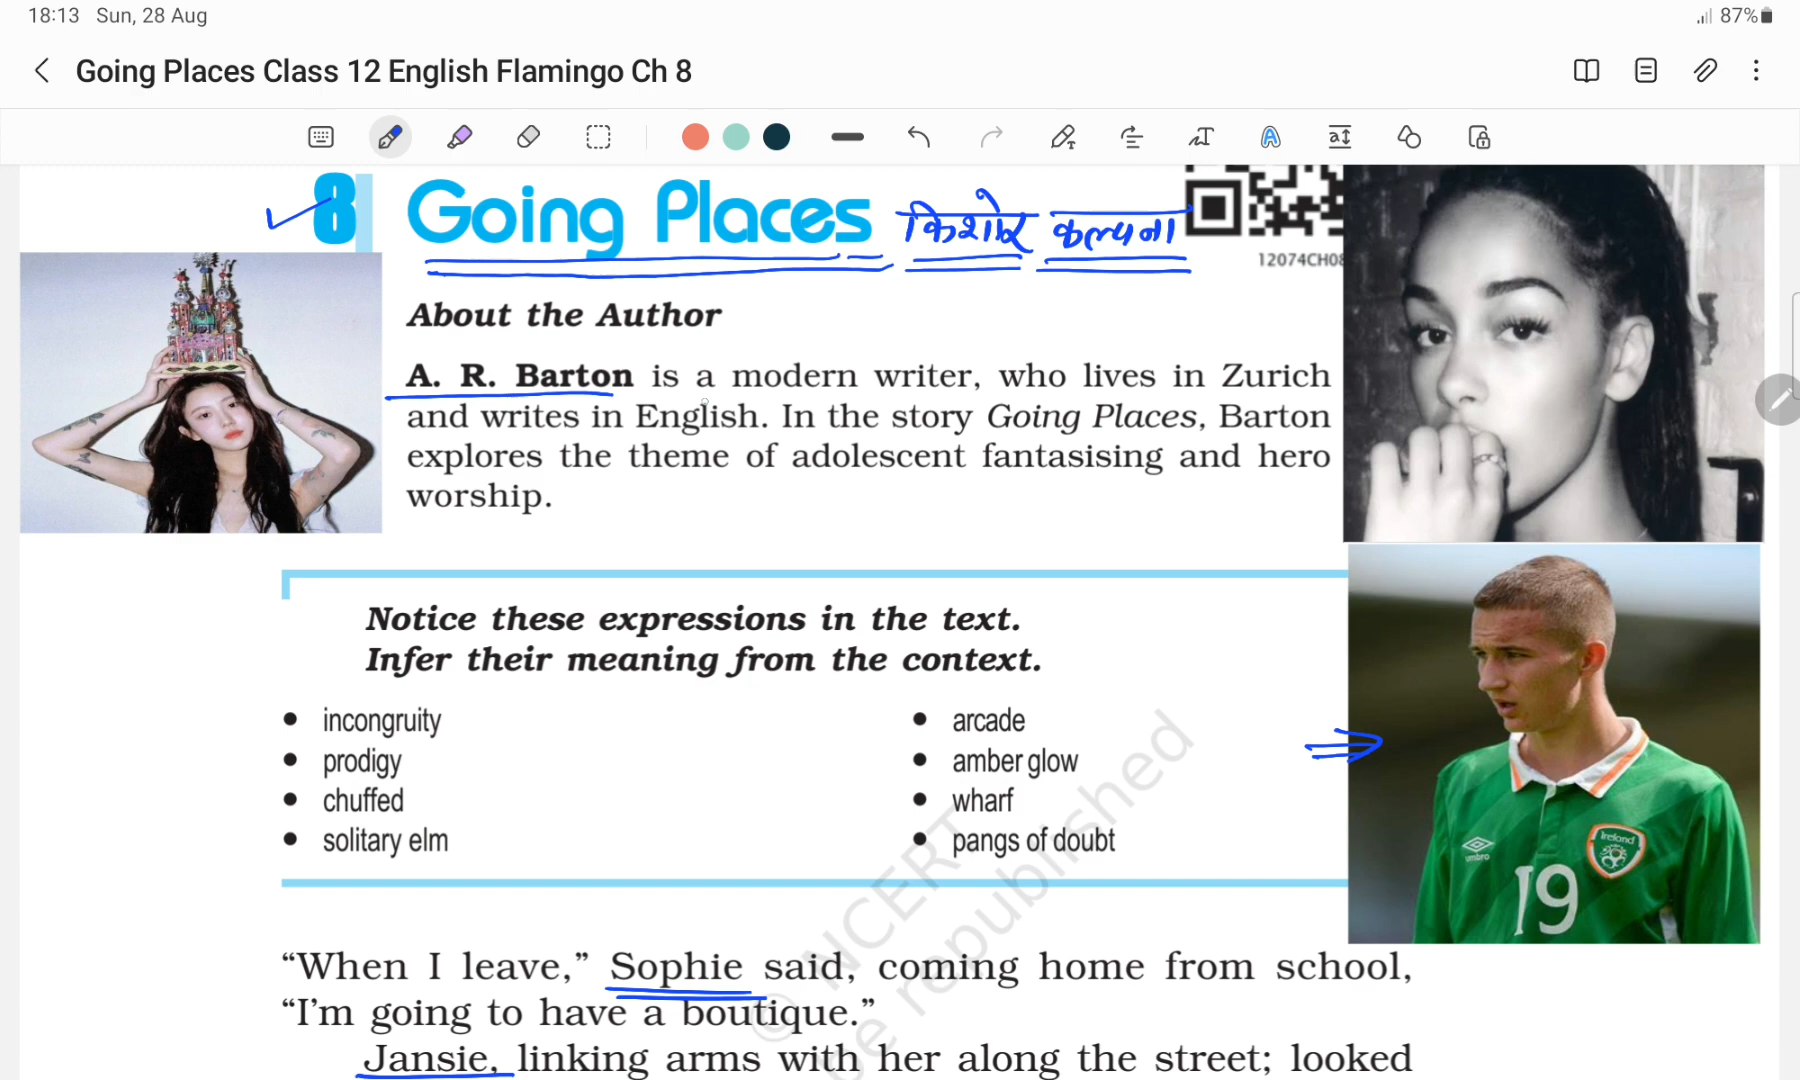 18:13 Sun, 28 Aug 87%
Going Places Class 12 English Flamingo Ch 8
8 Going Places किशोर कल्पना
12074CH08
About the Author
A. R. Barton is a modern writer, who lives in Zurich
and writes in English. In the story Going Places, Barton
explores the theme of adolescent fantasising and hero
worship.
Notice these expressions in the text.
Infer their meaning from the context.
• incongruity
• prodigy
• chuffed
• solitary elm
• arcade
• amber glow
• wharf
• pangs of doubt
Ireland
umbro
19
© NCERT
be republished
“When I leave,” Sophie said, coming home from school,
“I’m going to have a boutique.”
Jansie, linking arms with her along the street; looked